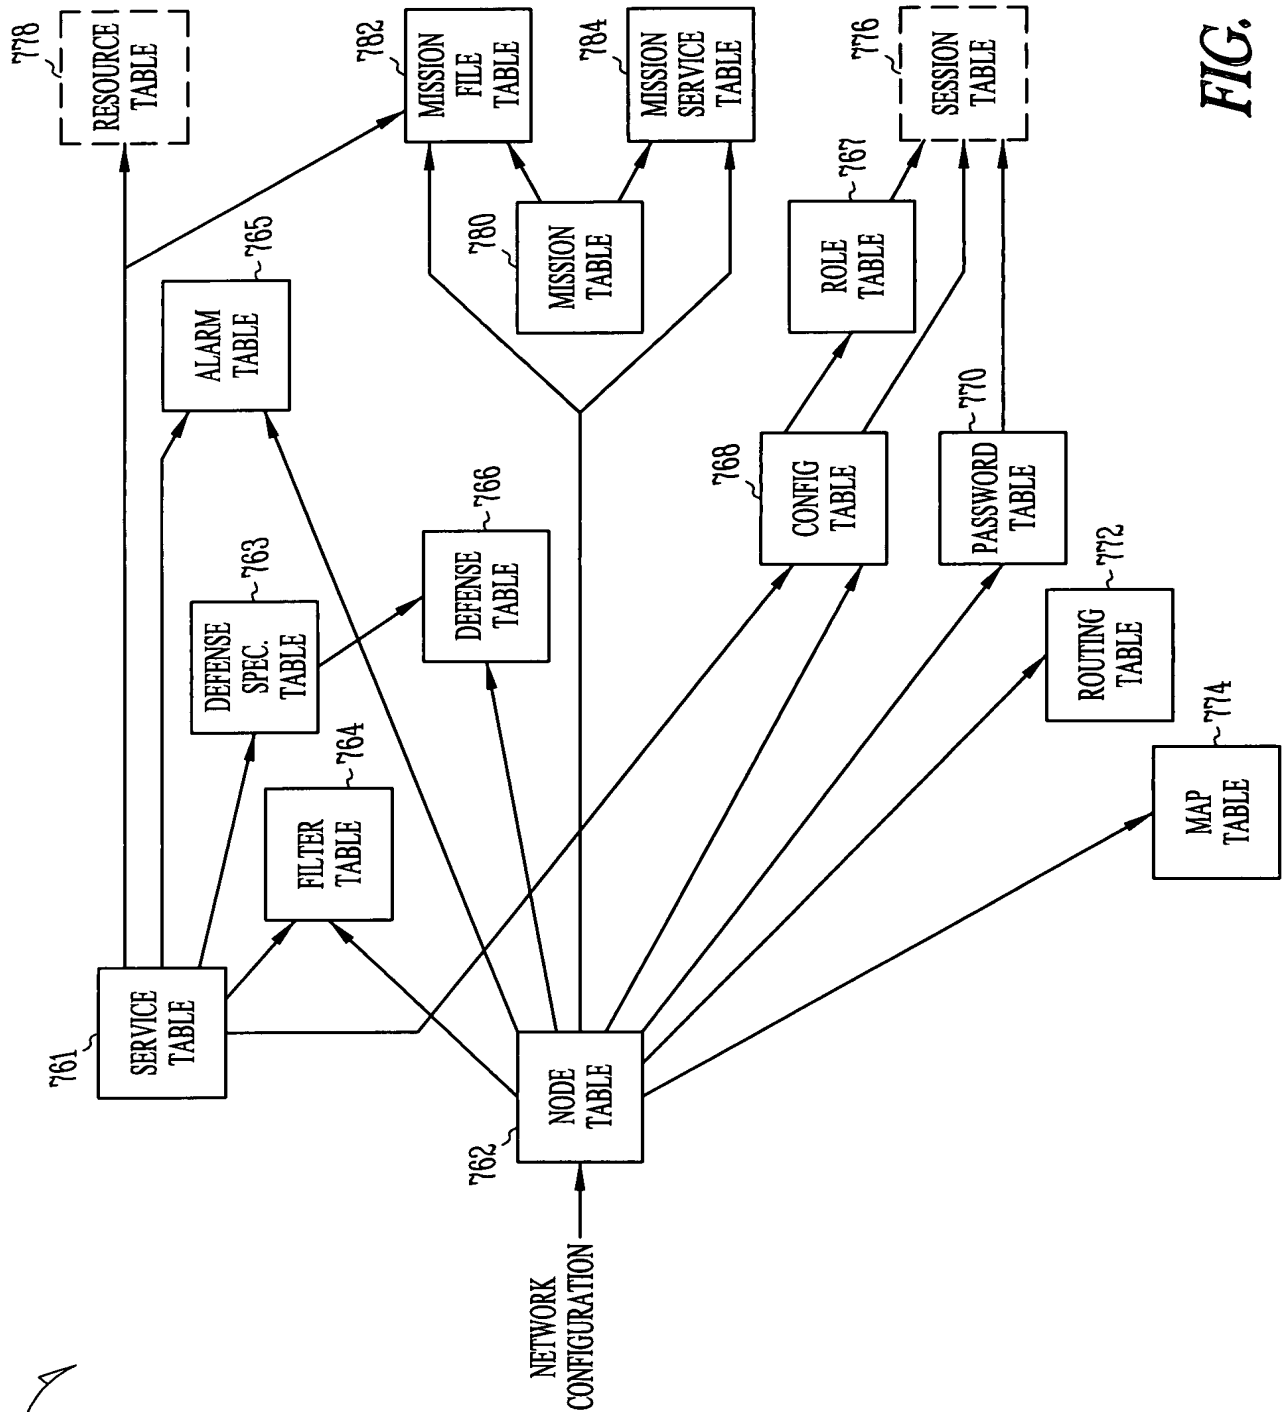 778
RESOURCE
TABLE
782
MISSION
FILE
TABLE
784
MISSION
SERVICE
TABLE
776
SESSION
TABLE
FIG.
765
ALARM
TABLE
780
MISSION
TABLE
767
ROLE
TABLE
763
DEFENSE
SPEC.
TABLE
766
DEFENSE
TABLE
768
CONFIG
TABLE
770
PASSWORD
TABLE
764
FILTER
TABLE
772
ROUTING
TABLE
774
MAP
TABLE
761
SERVICE
TABLE
762
NODE
TABLE
NETWORK
CONFIGURATION